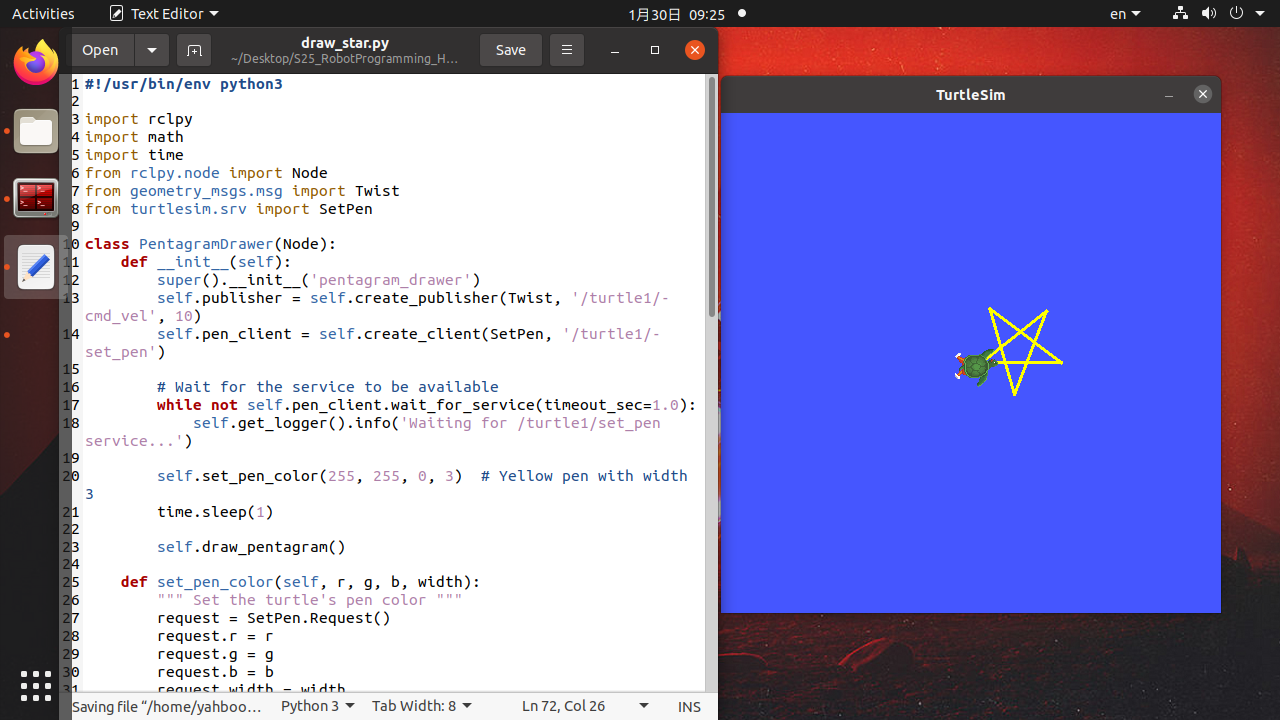 Activities
Text Editor
1月30日 09:25
en
Open
draw_star.py
~/Desktop/S25_RobotProgramming_H...
Save
TurtleSim
1 #!/usr/bin/env python3
2
3 import rclpy
4 import math
5 import time
6 from rclpy.node import Node
7 from geometry_msgs.msg import Twist
8 from turtlesim.srv import SetPen
9
10 class PentagramDrawer(Node):
11     def __init__(self):
12         super().__init__('pentagram_drawer')
13         self.publisher = self.create_publisher(Twist, '/turtle1/-
cmd_vel', 10)
14         self.pen_client = self.create_client(SetPen, '/turtle1/-
set_pen')
15
16         # Wait for the service to be available
17         while not self.pen_client.wait_for_service(timeout_sec=1.0):
18             self.get_logger().info('Waiting for /turtle1/set_pen
service...')
19
20         self.set_pen_color(255, 255, 0, 3)  # Yellow pen with width
3
21         time.sleep(1)
22
23         self.draw_pentagram()
24
25     def set_pen_color(self, r, g, b, width):
26         """ Set the turtle's pen color """
27         request = SetPen.Request()
28         request.r = r
29         request.g = g
30         request.b = b
31         request.width = width
Saving file “/home/yahboo...
Python 3
Tab Width: 8
Ln 72, Col 26
INS